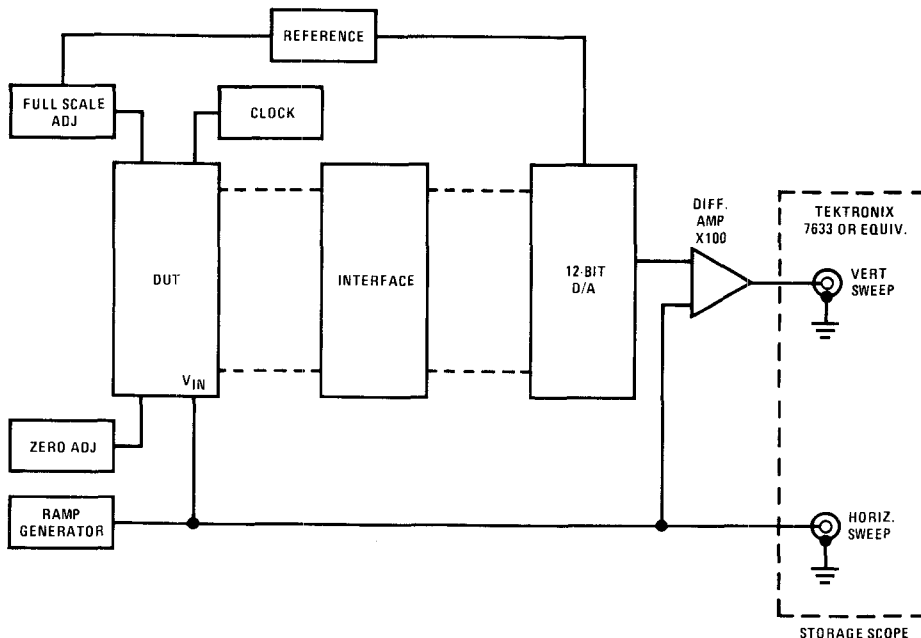 REFERENCE
FULL SCALE
ADJ
CLOCK
DUT
VIN
INTERFACE
12-BIT
D/A
DIFF.
AMP
X100
TEKTRONIX
7633 OR EQUIV.
VERT
SWEEP
ZERO ADJ
RAMP
GENERATOR
HORIZ.
SWEEP
STORAGE SCOPE